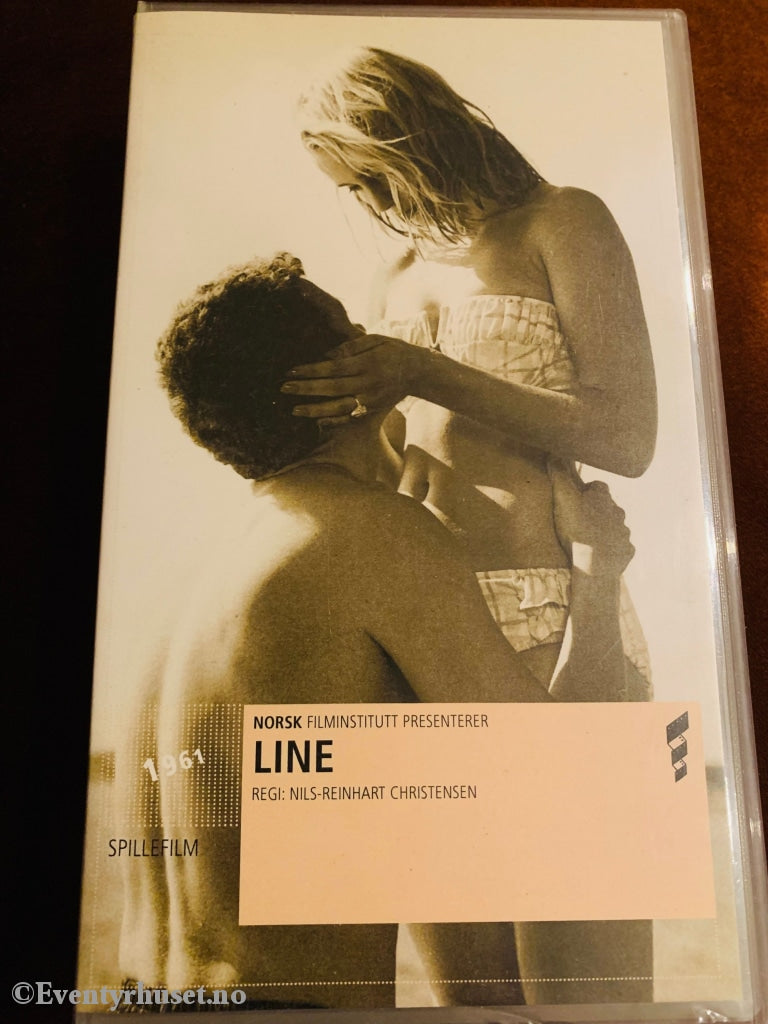 NORSK FILMINSTITUTT PRESENTERER
LINE
REGI: NILS-REINHART CHRISTENSEN
1961
SPILLEFILM
©Eventyrhuset.no